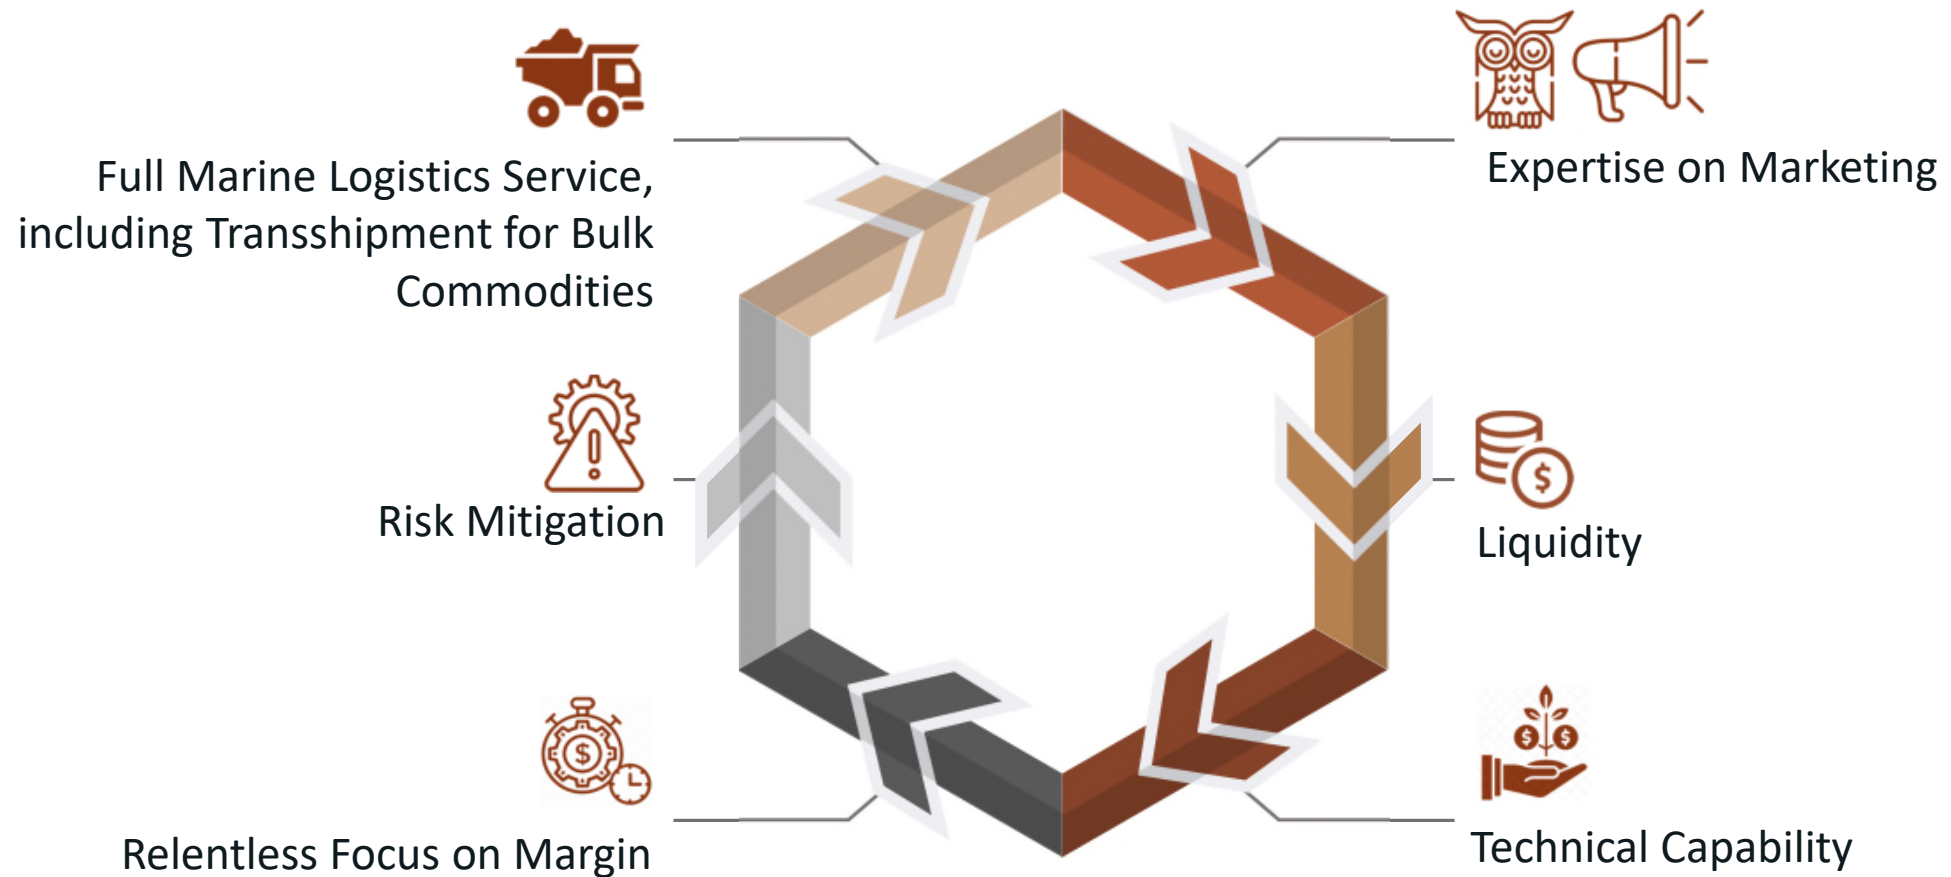 Full Marine Logistics Service,
including Transshipment for Bulk
Commodities
Expertise on Marketing
Risk Mitigation
Liquidity
Relentless Focus on Margin
Technical Capability